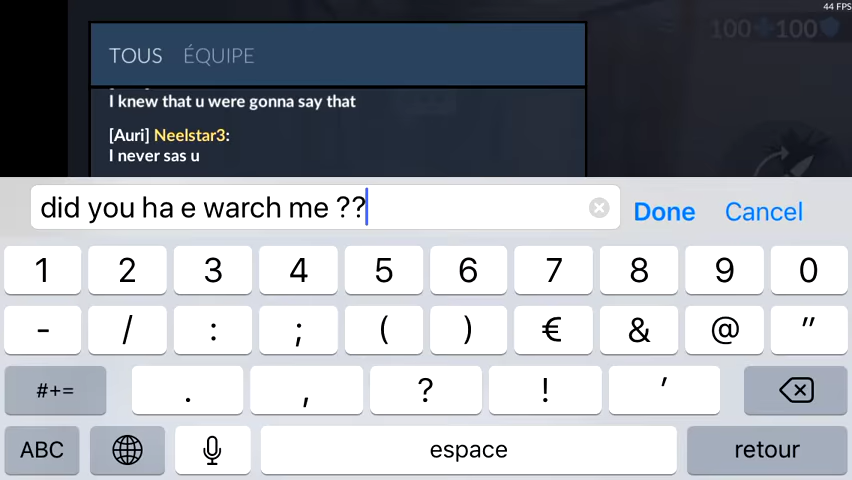 44 FPS
100 100
TOUS ÉQUIPE
I knew that u were gonna say that
[Auri] Neelstar3:
I never sas u
did you ha e warch me ??
Done Cancel
1 2 3 4 5 6 7 8 9 0
- / : ; ( ) € & @ "
#+= . , ? ! '
ABC espace retour